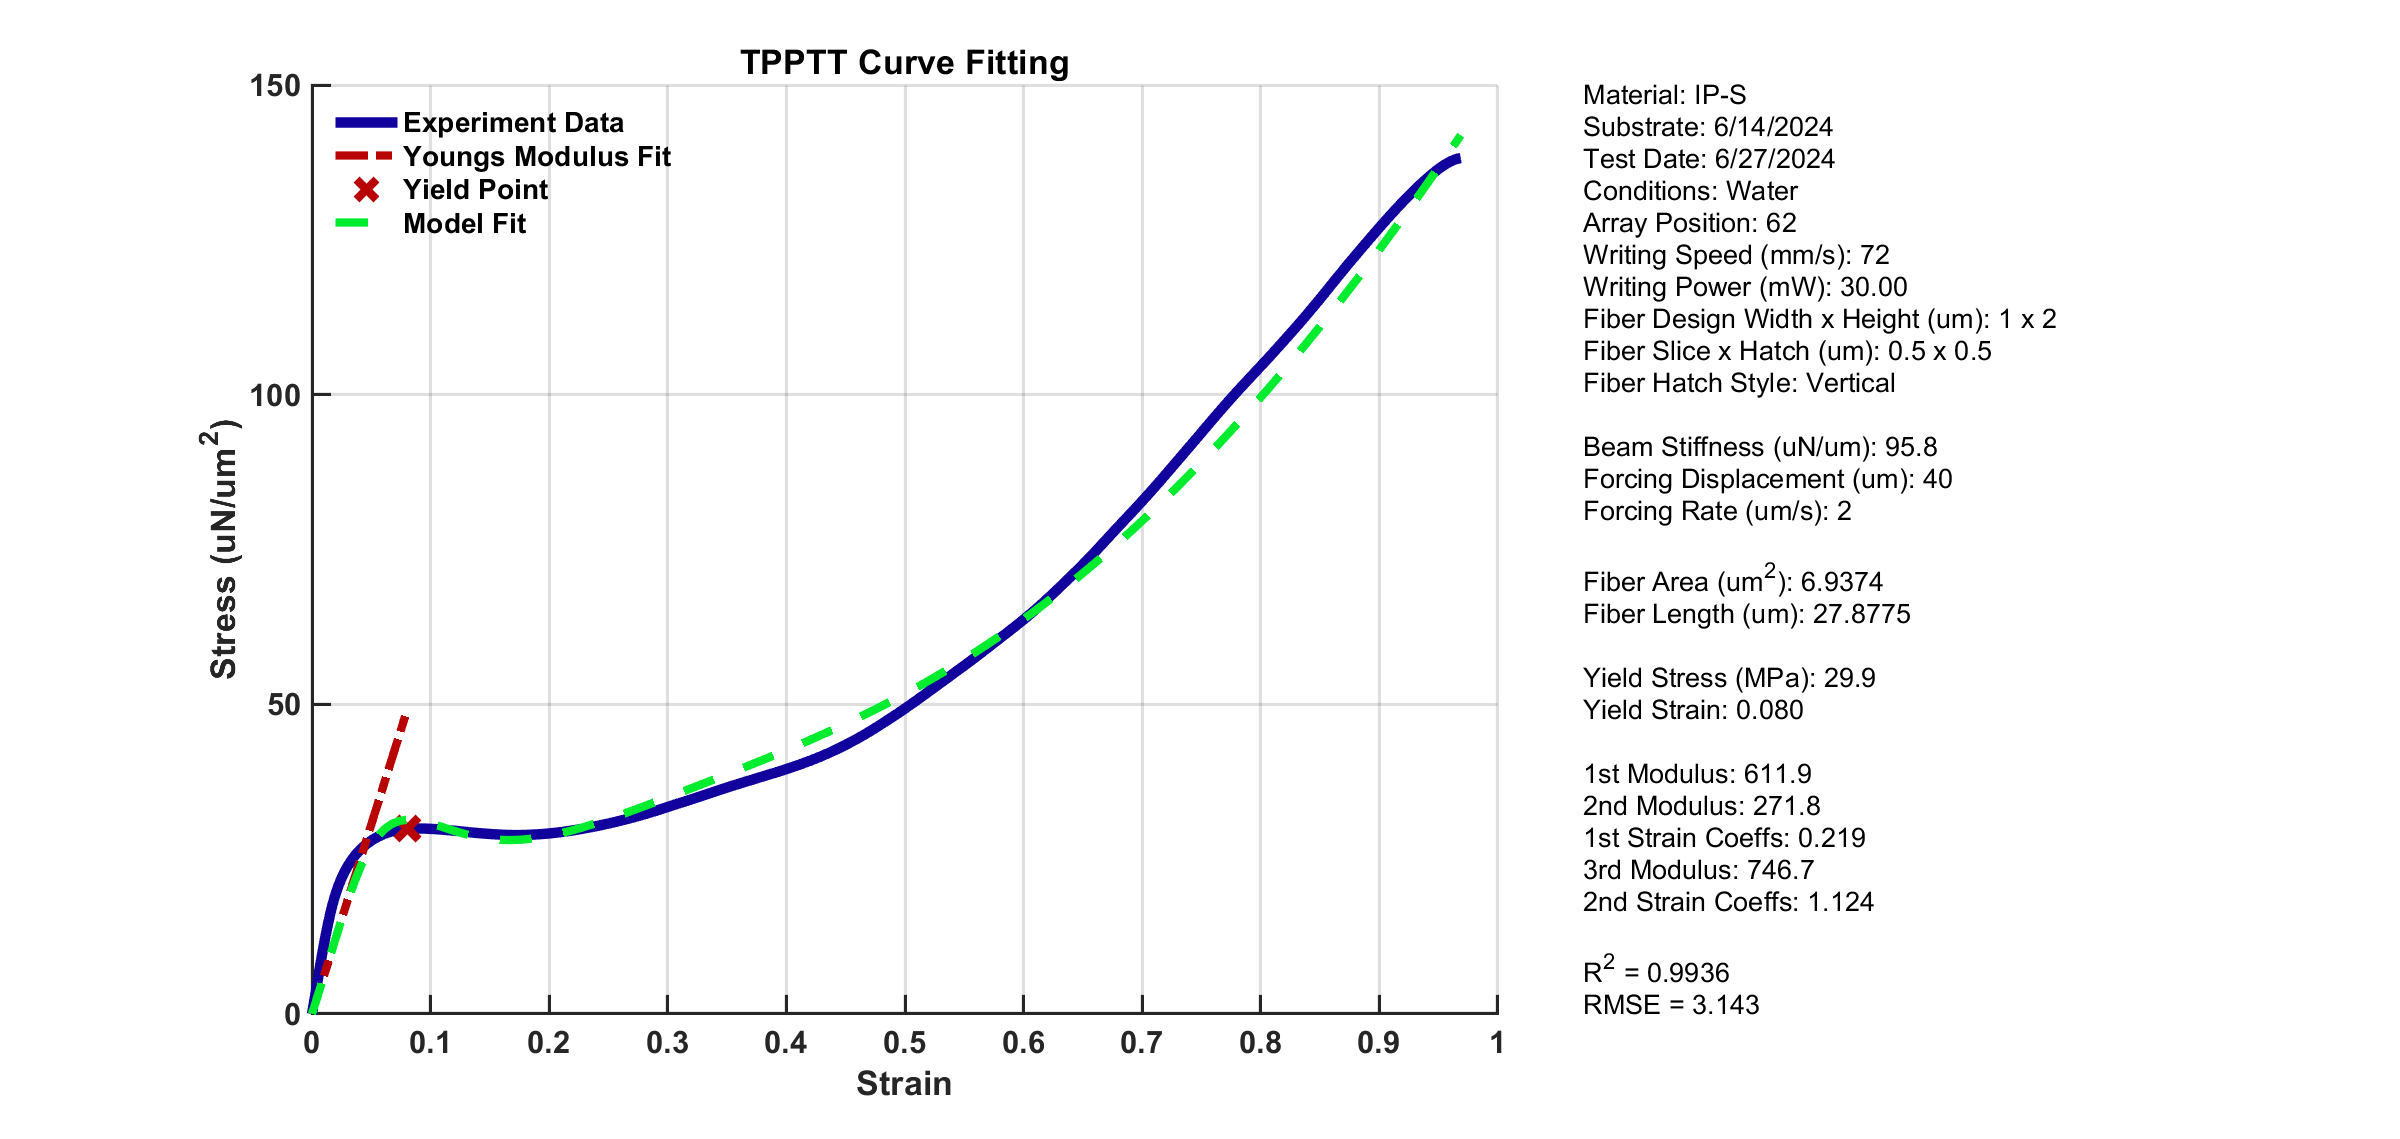 TPPTT Curve Fitting
150
100
50
0
Stress (uN/um²)
Experiment Data
Youngs Modulus Fit
Yield Point
Model Fit
0 0.1 0.2 0.3 0.4 0.5 0.6 0.7 0.8 0.9 1
Strain
Material: IP-S
Substrate: 6/14/2024
Test Date: 6/27/2024
Conditions: Water
Array Position: 62
Writing Speed (mm/s): 72
Writing Power (mW): 30.00
Fiber Design Width x Height (um): 1 x 2
Fiber Slice x Hatch (um): 0.5 x 0.5
Fiber Hatch Style: Vertical
Beam Stiffness (uN/um): 95.8
Forcing Displacement (um): 40
Forcing Rate (um/s): 2
Fiber Area (um²): 6.9374
Fiber Length (um): 27.8775
Yield Stress (MPa): 29.9
Yield Strain: 0.080
1st Modulus: 611.9
2nd Modulus: 271.8
1st Strain Coeffs: 0.219
3rd Modulus: 746.7
2nd Strain Coeffs: 1.124
R² = 0.9936
RMSE = 3.143